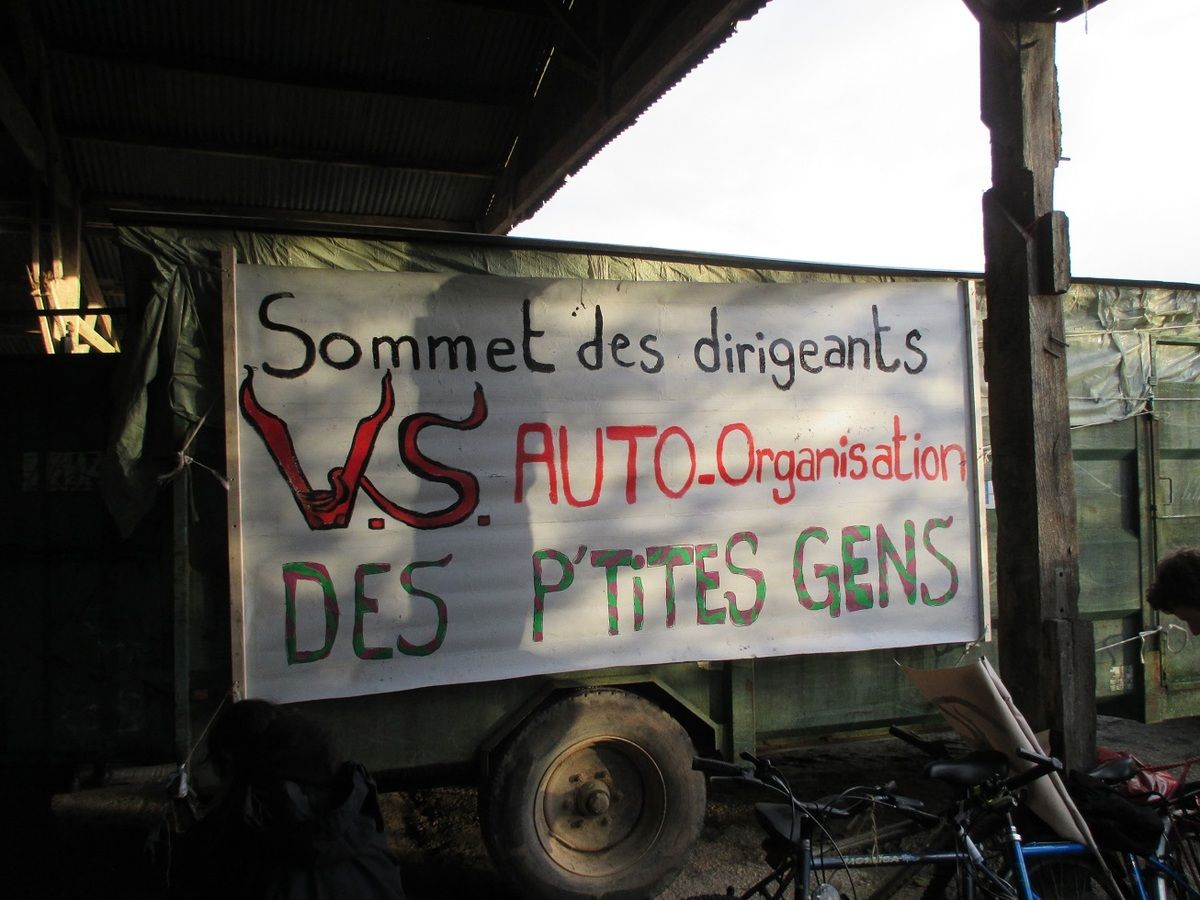 Sommet des dirigeants
V.S. AUTO-Organisation
DES P'TiTES GENS